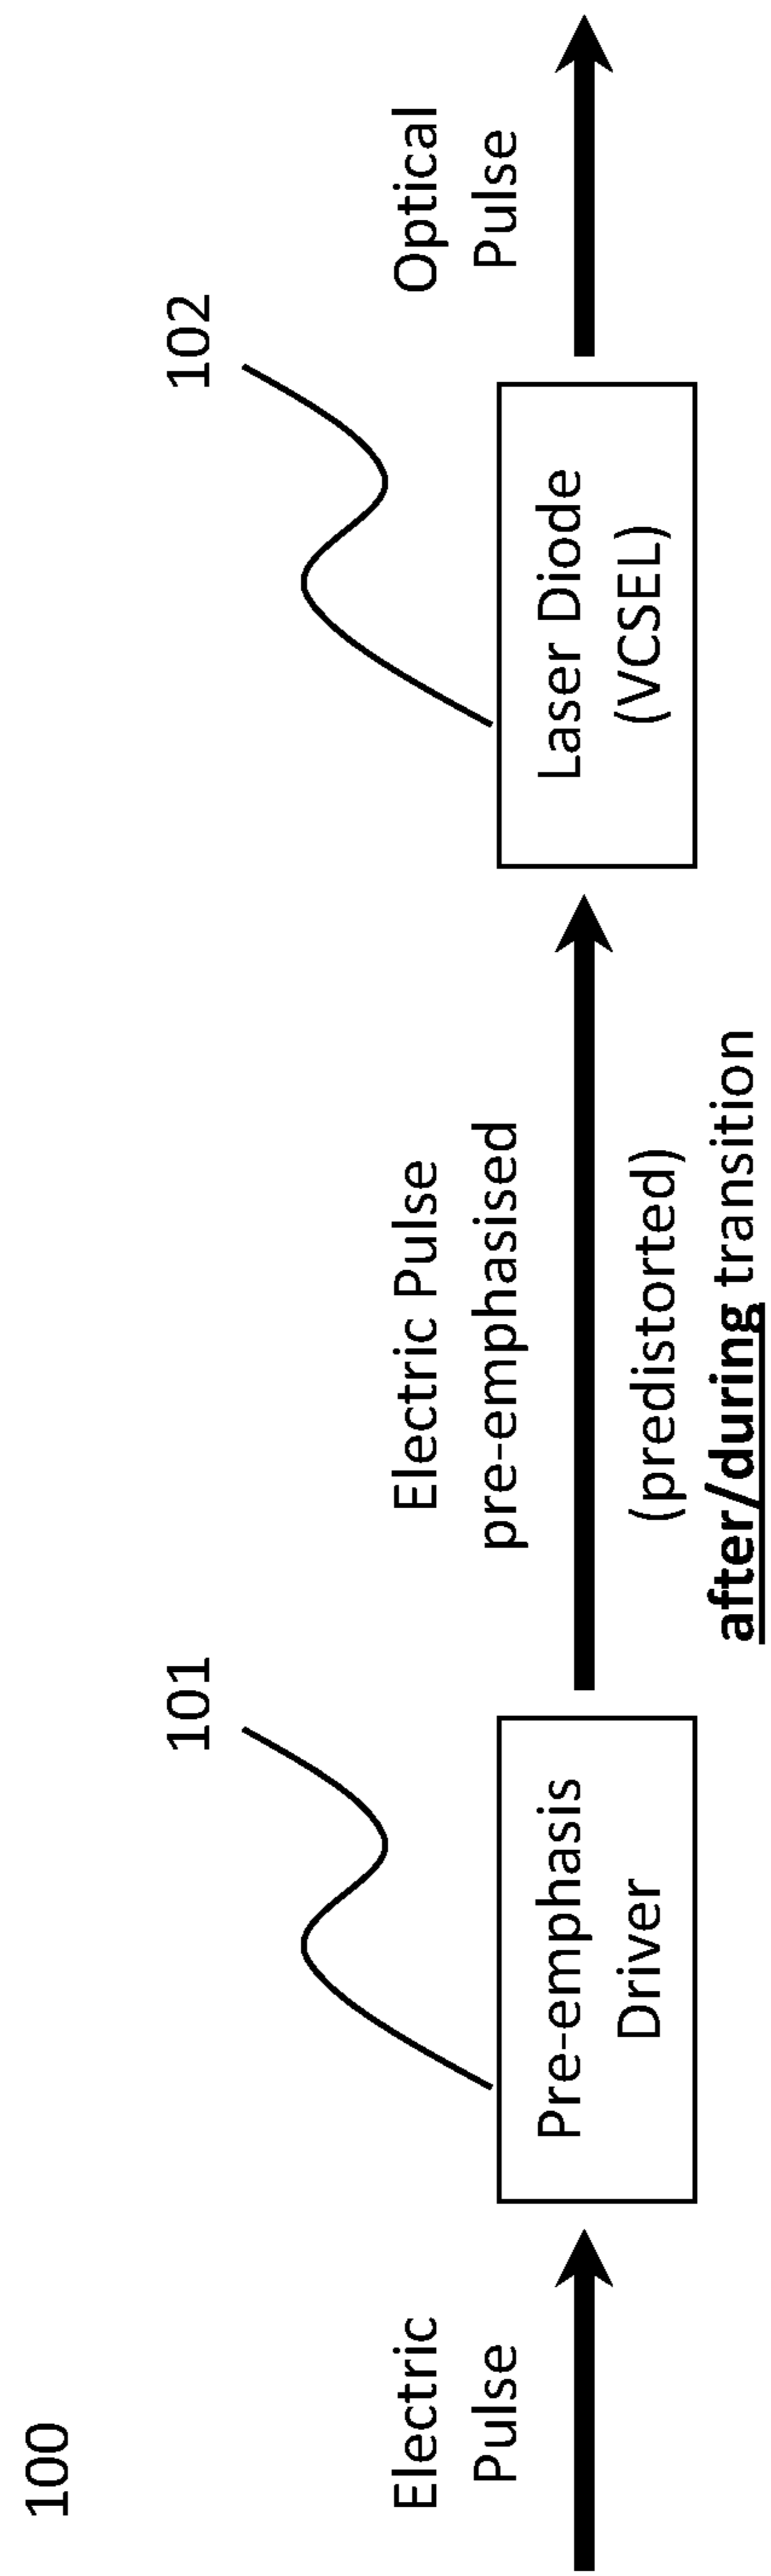 100
101
102
Electric
Pulse
Pre-emphasis
Driver
Electric Pulse
pre-emphasised
(predistorted)
after/during transition
Laser Diode
(VCSEL)
Optical
Pulse